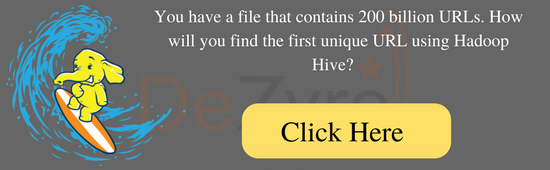 You have a file that contains 200 billion URLs. How
will you find the first unique URL using Hadoop
Hive?
DeZyre
Click Here